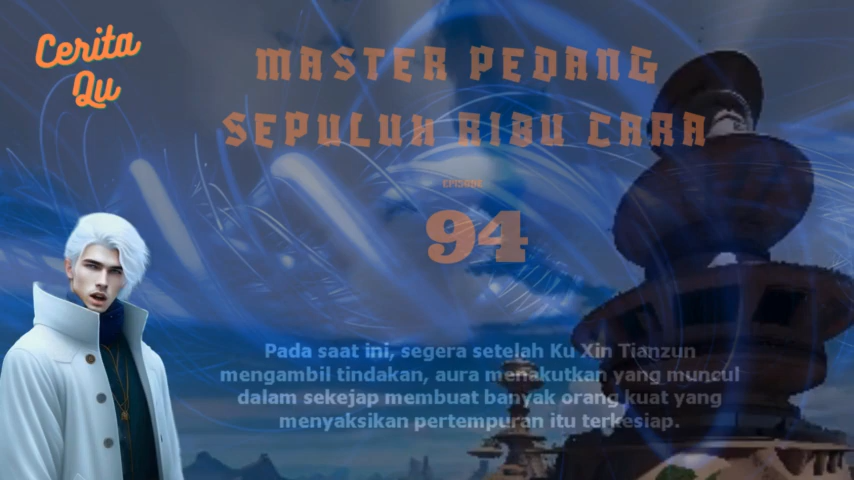 Cerita
Qu
MASTER PEDANG
SEPULUH RIBU CARA
EPISODE
94
Pada saat ini, segera setelah Ku Xin Tianzun
mengambil tindakan, aura menakutkan yang muncul
dalam sekejap membuat banyak orang kuat yang
menyaksikan pertempuran itu terkesiap.